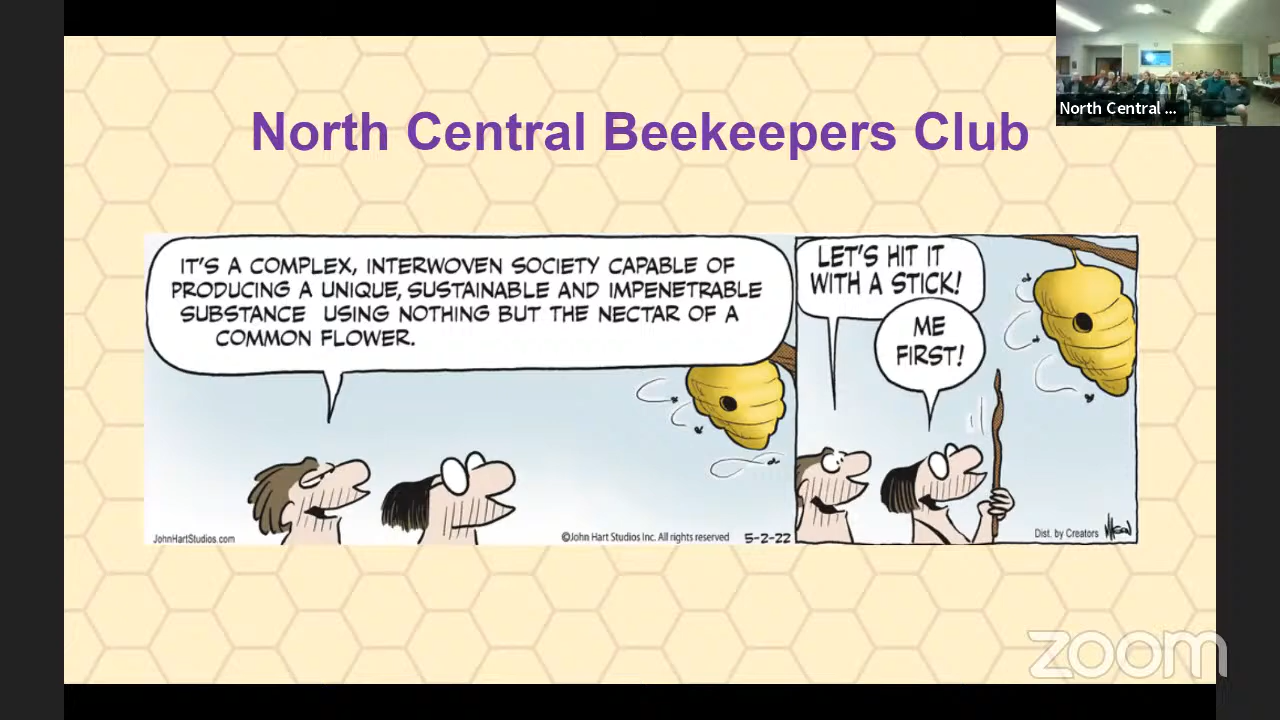 North Central ...
North Central Beekeepers Club
IT'S A COMPLEX, INTERWOVEN SOCIETY CAPABLE OF
PRODUCING A UNIQUE, SUSTAINABLE AND IMPENETRABLE
SUBSTANCE USING NOTHING BUT THE NECTAR OF A
COMMON FLOWER.
LET'S HIT IT
WITH A STICK!
ME
FIRST!
JohnHartStudios.com
©John Hart Studios Inc. All rights reserved
5-2-22
Dist. by Creators
zoom